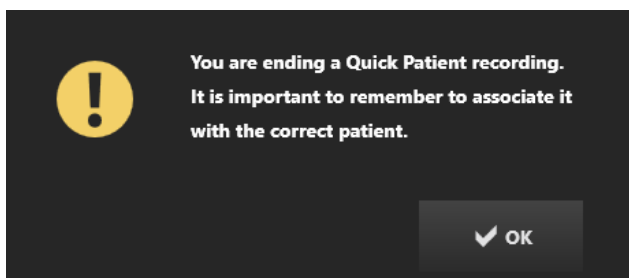 You are ending a Quick Patient recording.
It is important to remember to associate it
with the correct patient.
OK